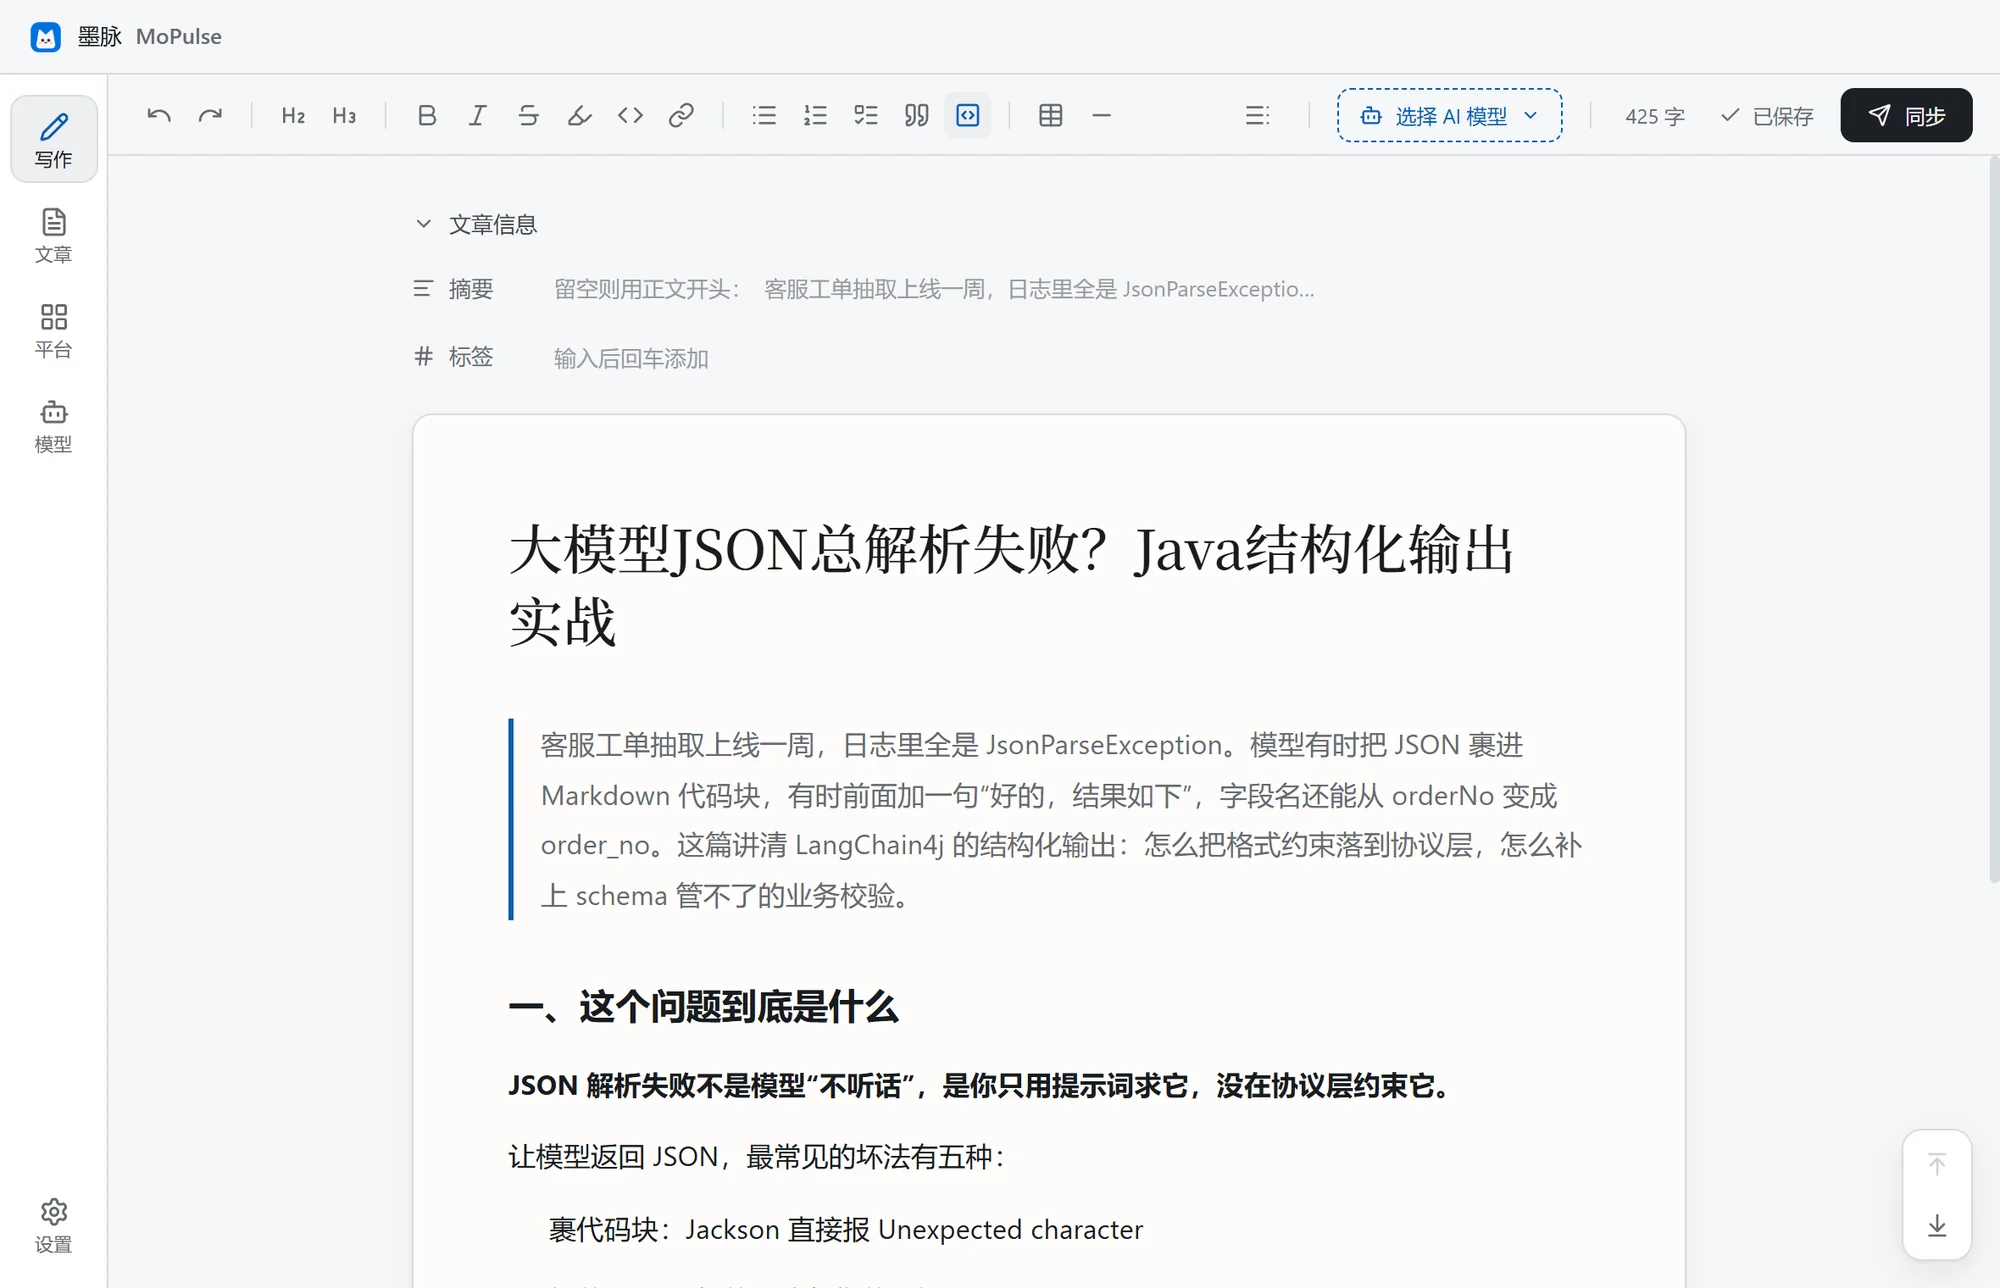 墨脉 MoPulse
写作
文章
平台
模型
设置
H2 H3
选择 AI 模型
425 字
已保存
同步
文章信息
摘要 留空则用正文开头： 客服工单抽取上线一周，日志里全是 JsonParseExceptio...
标签 输入后回车添加
大模型JSON总解析失败？Java结构化输出
实战
客服工单抽取上线一周，日志里全是 JsonParseException。模型有时把 JSON 裹进
Markdown 代码块，有时前面加一句“好的，结果如下”，字段名还能从 orderNo 变成
order_no。这篇讲清 LangChain4j 的结构化输出：怎么把格式约束落到协议层，怎么补
上 schema 管不了的业务校验。
一、这个问题到底是什么
JSON 解析失败不是模型“不听话”，是你只用提示词求它，没在协议层约束它。
让模型返回 JSON，最常见的坏法有五种：
裹代码块：Jackson 直接报 Unexpected character